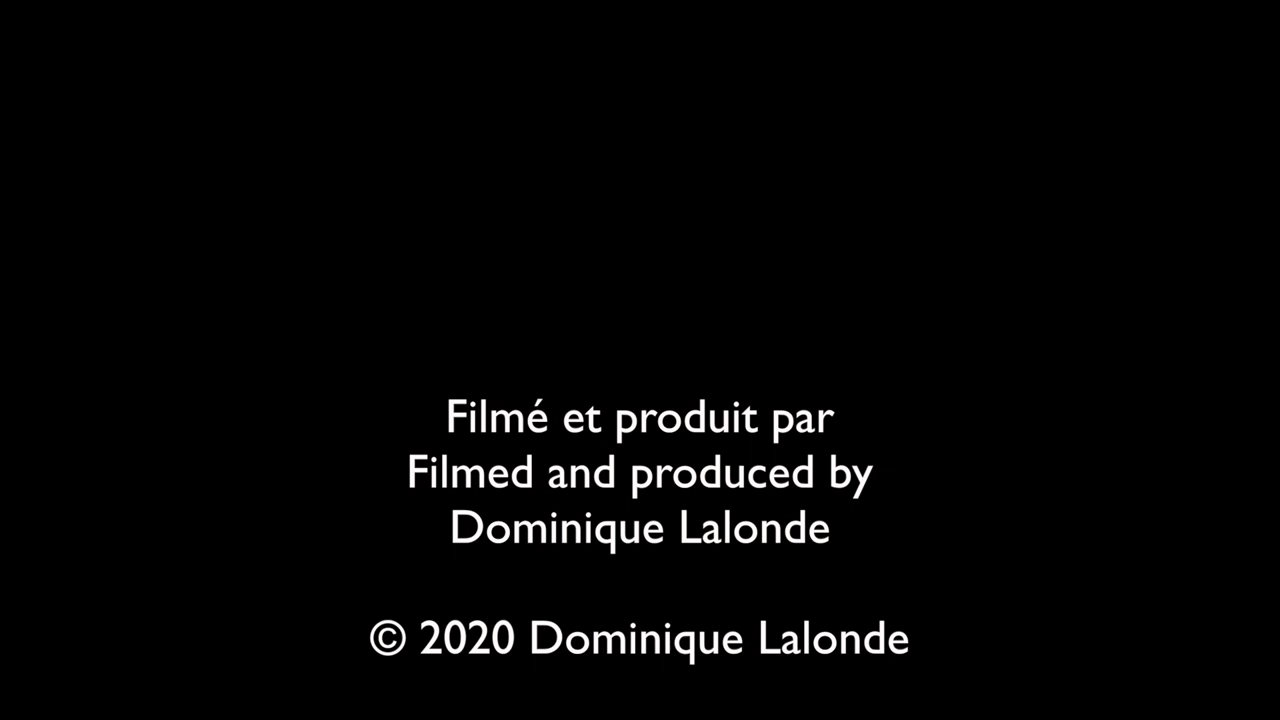 Filmé et produit par
Filmed and produced by
Dominique Lalonde
© 2020 Dominique Lalonde